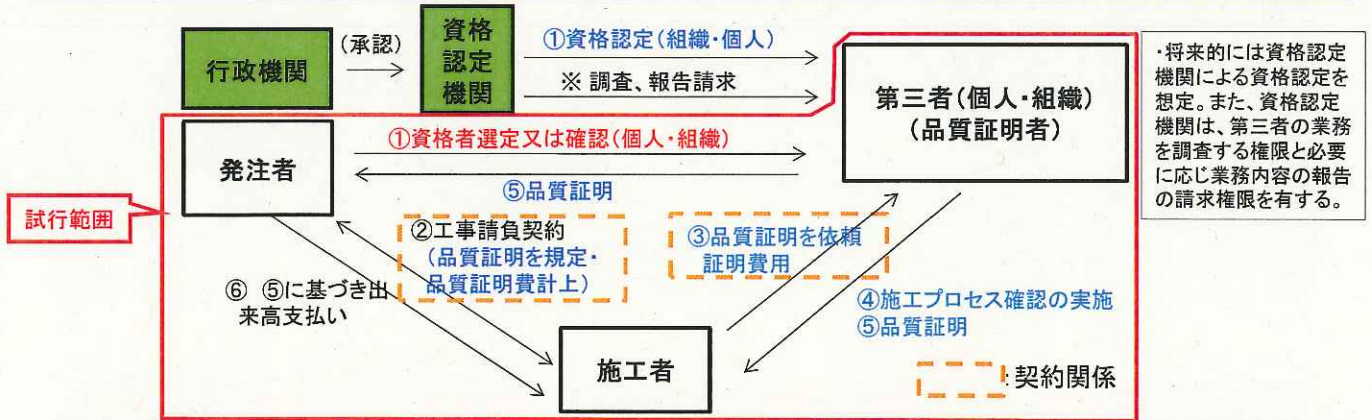 行政機関
(承認)
資格
認定
機関
①資格認定(組織・個人)
※ 調査、報告請求
第三者(個人・組織)
(品質証明者)
・将来的には資格認定
機関による資格認定を
想定。また、資格認定
機関は、第三者の業務
を調査する権限と必要
に応じ業務内容の報告
の請求権限を有する。
発注者
①資格者選定又は確認(個人・組織)
⑤品質証明
試行範囲
②工事請負契約
(品質証明を規定・
品質証明費計上)
③品質証明を依頼
証明費用
⑥ ⑤に基づき出
来高支払い
④施工プロセス確認の実施
⑤品質証明
施工者
:契約関係